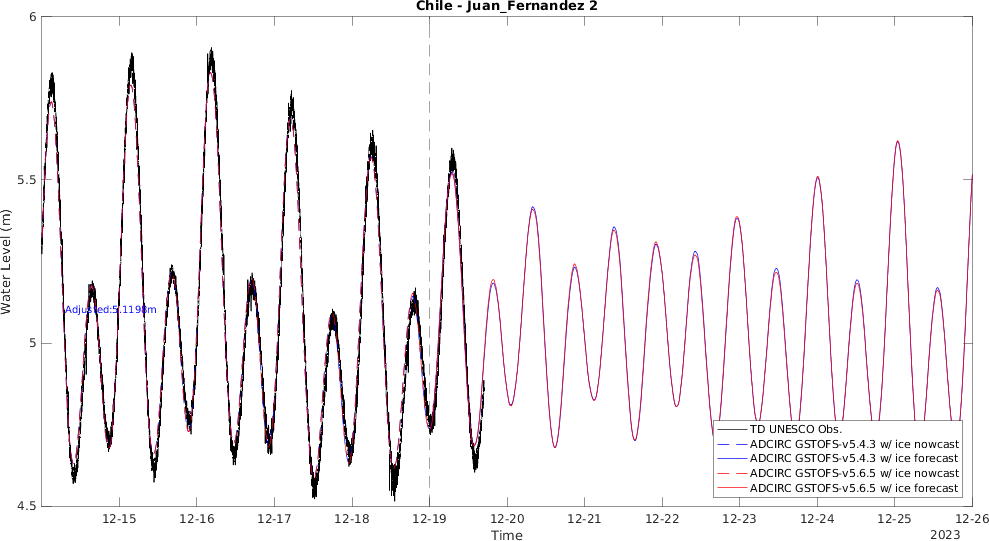 Chile - Juan_Fernandez 2
6
5.5
5
4.5
Water Level (m)
Adjusted:5.1198m
TD UNESCO Obs.
ADCIRC GSTOFS-v5.4.3 w/ ice nowcast
ADCIRC GSTOFS-v5.4.3 w/ ice forecast
ADCIRC GSTOFS-v5.6.5 w/ ice nowcast
ADCIRC GSTOFS-v5.6.5 w/ ice forecast
12-15 12-16 12-17 12-18 12-19 12-20 12-21 12-22 12-23 12-24 12-25 12-26
Time
2023